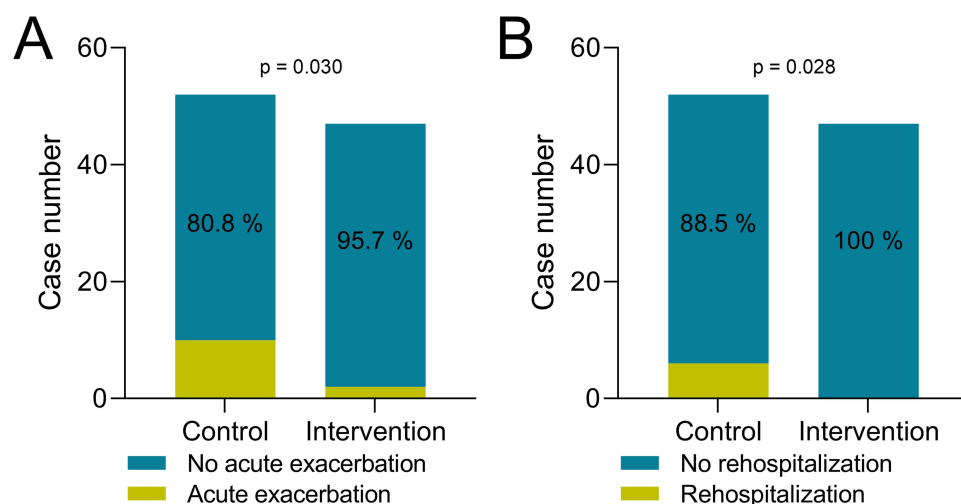 A
60
40
20
0
Case number
p = 0.030
80.8 %
95.7 %
Control
Intervention
No acute exacerbation
Acute exacerbation
B
60
40
20
0
Case number
p = 0.028
88.5 %
100 %
Control
Intervention
No rehospitalization
Rehospitalization